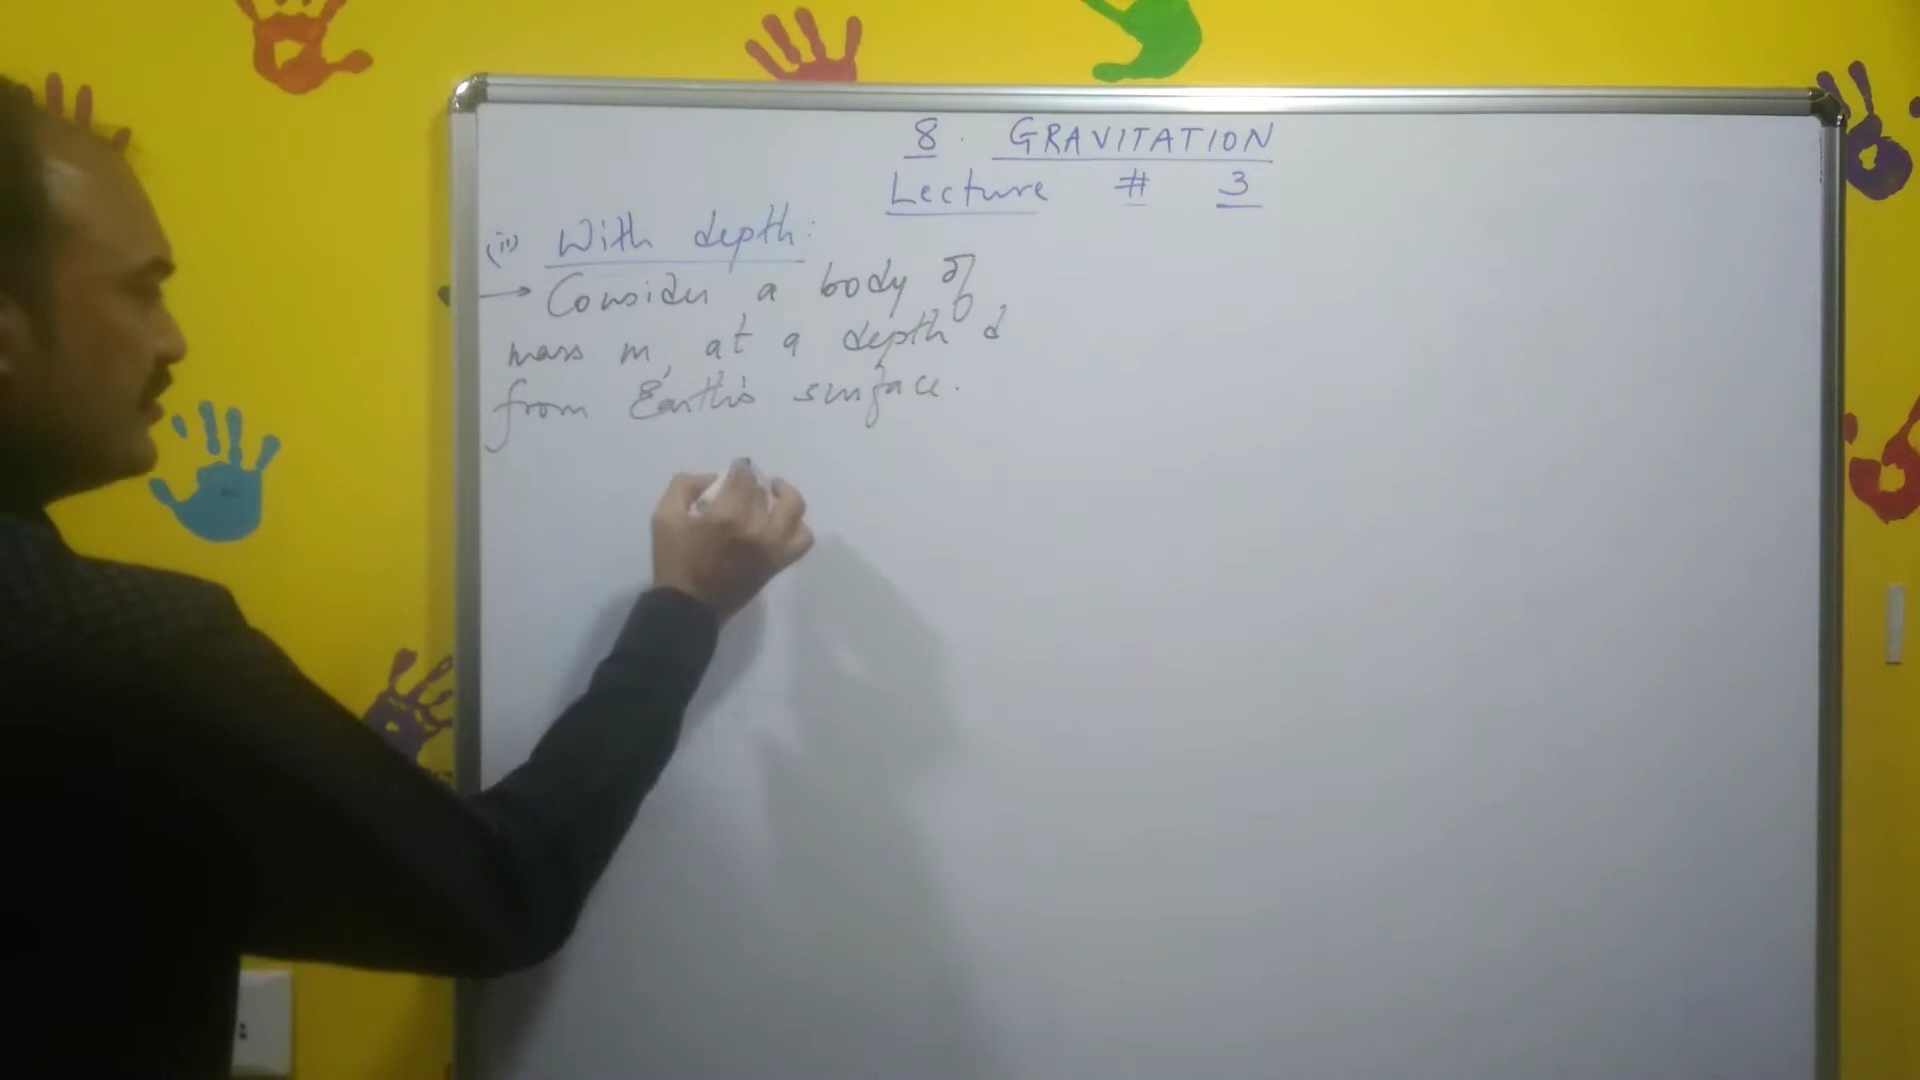 8. GRAVITATION
Lecture # 3
(ii) With depth:
→ Consider a body of
mass m, at a depth d
from Earth's surface.